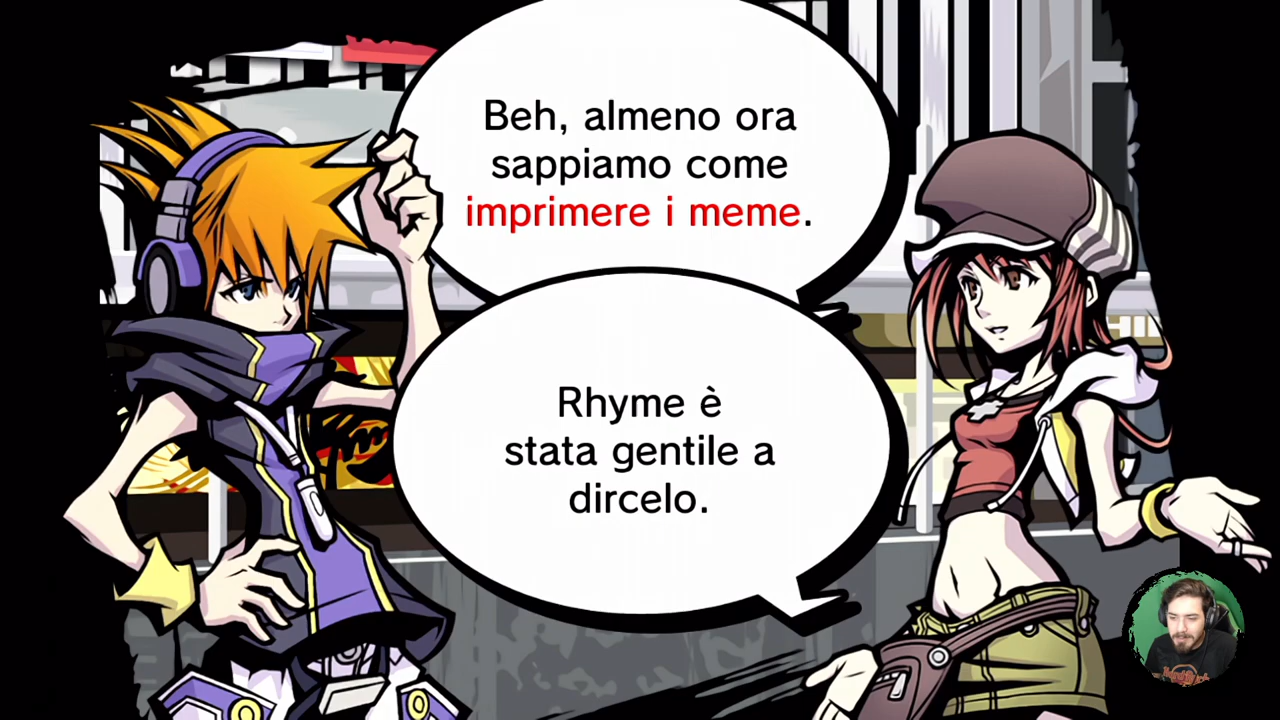 Beh, almeno ora
sappiamo come
imprimere i meme.
Rhyme è
stata gentile a
dircelo.